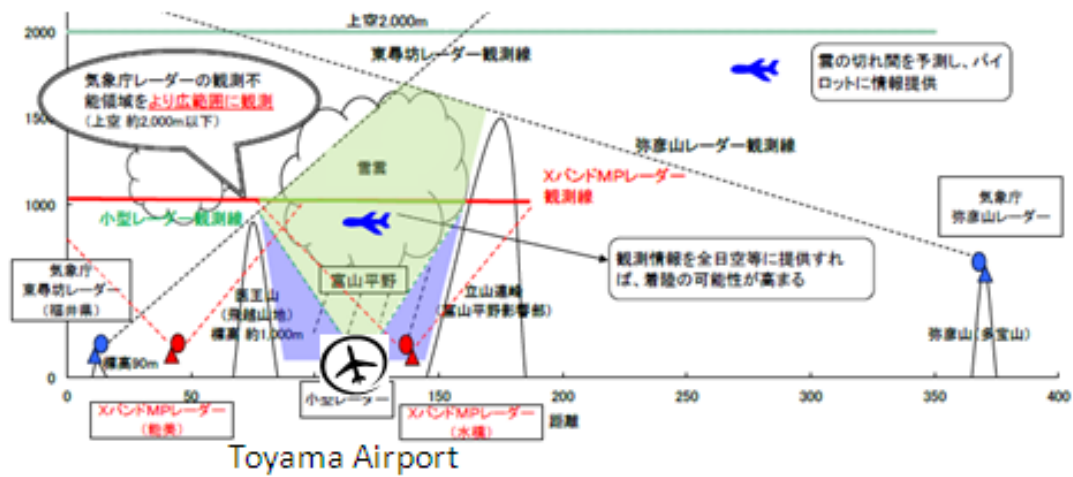 2000
上空2.000m
東尋坊レーダー観測線
気象庁レーダーの観測不
能領域をより広範囲に観測
(上空 約2.000m以下)
雲の切れ間を予測し、パイ
ロットに情報提供
1500
弥彦山レーダー観測線
雪雲
XバンドMPレーダー
観測線
1000
小型レーダー観測線
気象庁
弥彦山レーダー
気象庁
東尋坊レーダー
(福井県)
富山平野
観測情報を全日空等に提供すれ
ば、着陸の可能性が高まる
医王山
(飛越山地)
標高 約1,000m
立山連峰
(富山平野影響部)
標高90m
弥彦山(多宝山)
0
0
50
小型レーダー
150
200
250
300
350
400
距離
XバンドMPレーダー
(能美)
XバンドMPレーダー
(水橋)
Toyama Airport